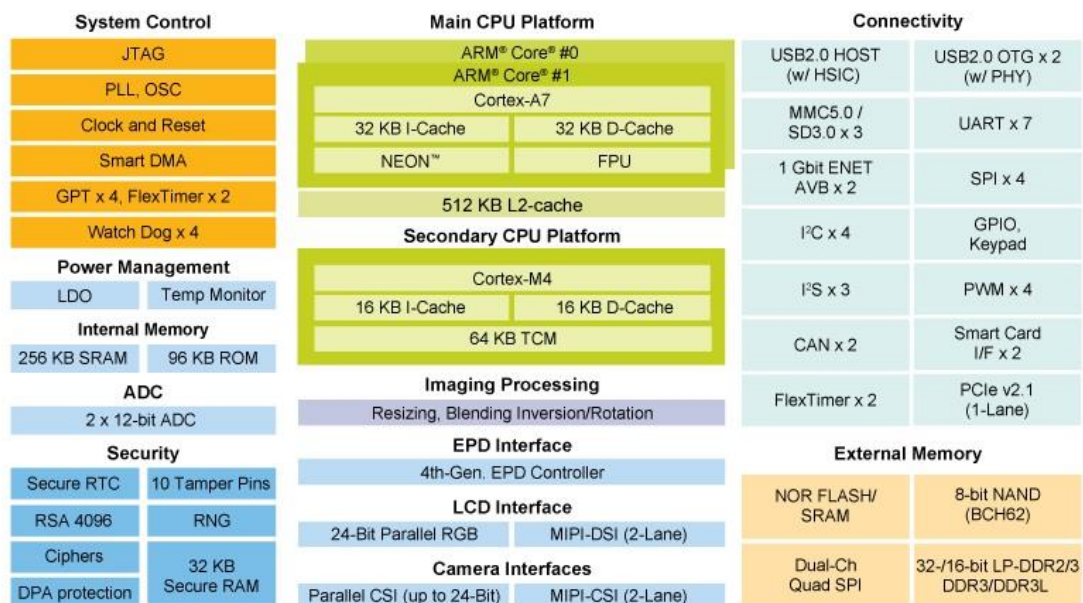 System Control
JTAG
PLL, OSC
Clock and Reset
Smart DMA
GPT x 4, FlexTimer x 2
Watch Dog x 4
Power Management
LDO
Temp Monitor
Internal Memory
256 KB SRAM
96 KB ROM
ADC
2 x 12-bit ADC
Security
Secure RTC
10 Tamper Pins
RSA 4096
RNG
Ciphers
32 KB
Secure RAM
DPA protection
Main CPU Platform
ARM® Core® #0
ARM® Core® #1
Cortex-A7
32 KB I-Cache
32 KB D-Cache
NEON™
FPU
512 KB L2-cache
Secondary CPU Platform
Cortex-M4
16 KB I-Cache
16 KB D-Cache
64 KB TCM
Imaging Processing
Resizing, Blending Inversion/Rotation
EPD Interface
4th-Gen. EPD Controller
LCD Interface
24-Bit Parallel RGB
MIPI-DSI (2-Lane)
Camera Interfaces
Parallel CSI (up to 24-Bit)
MIPI-CSI (2-Lane)
Connectivity
USB2.0 HOST
(w/ HSIC)
USB2.0 OTG x 2
(w/ PHY)
MMC5.0 /
SD3.0 x 3
UART x 7
1 Gbit ENET
AVB x 2
SPI x 4
I²C x 4
GPIO,
Keypad
I²S x 3
PWM x 4
CAN x 2
Smart Card
I/F x 2
FlexTimer x 2
PCIe v2.1
(1-Lane)
External Memory
NOR FLASH/
SRAM
8-bit NAND
(BCH62)
Dual-Ch
Quad SPI
32-/16-bit LP-DDR2/3
DDR3/DDR3L